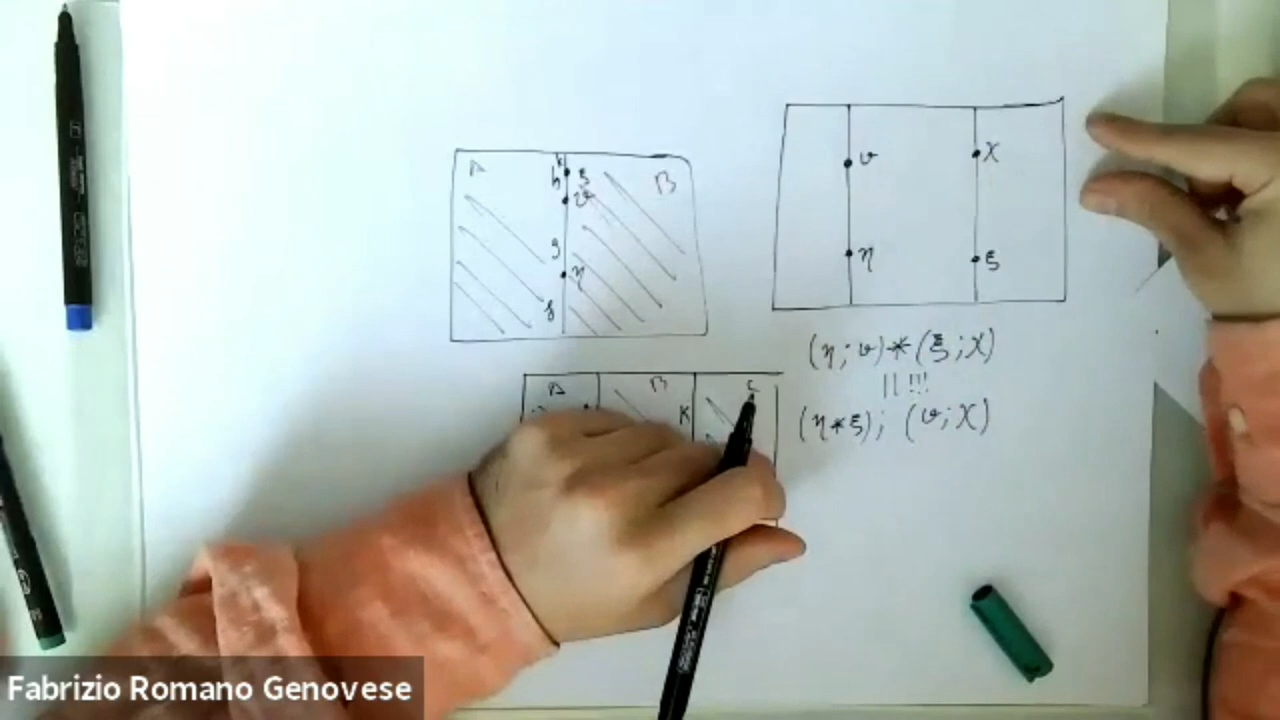 A
h ξ
υ
B
g
η
f
υ
χ
η
ξ
(η;υ)*(ξ;χ)
|| !!!
(η*ξ); (υ;χ)
A
B
K
C
Fabrizio Romano Genovese